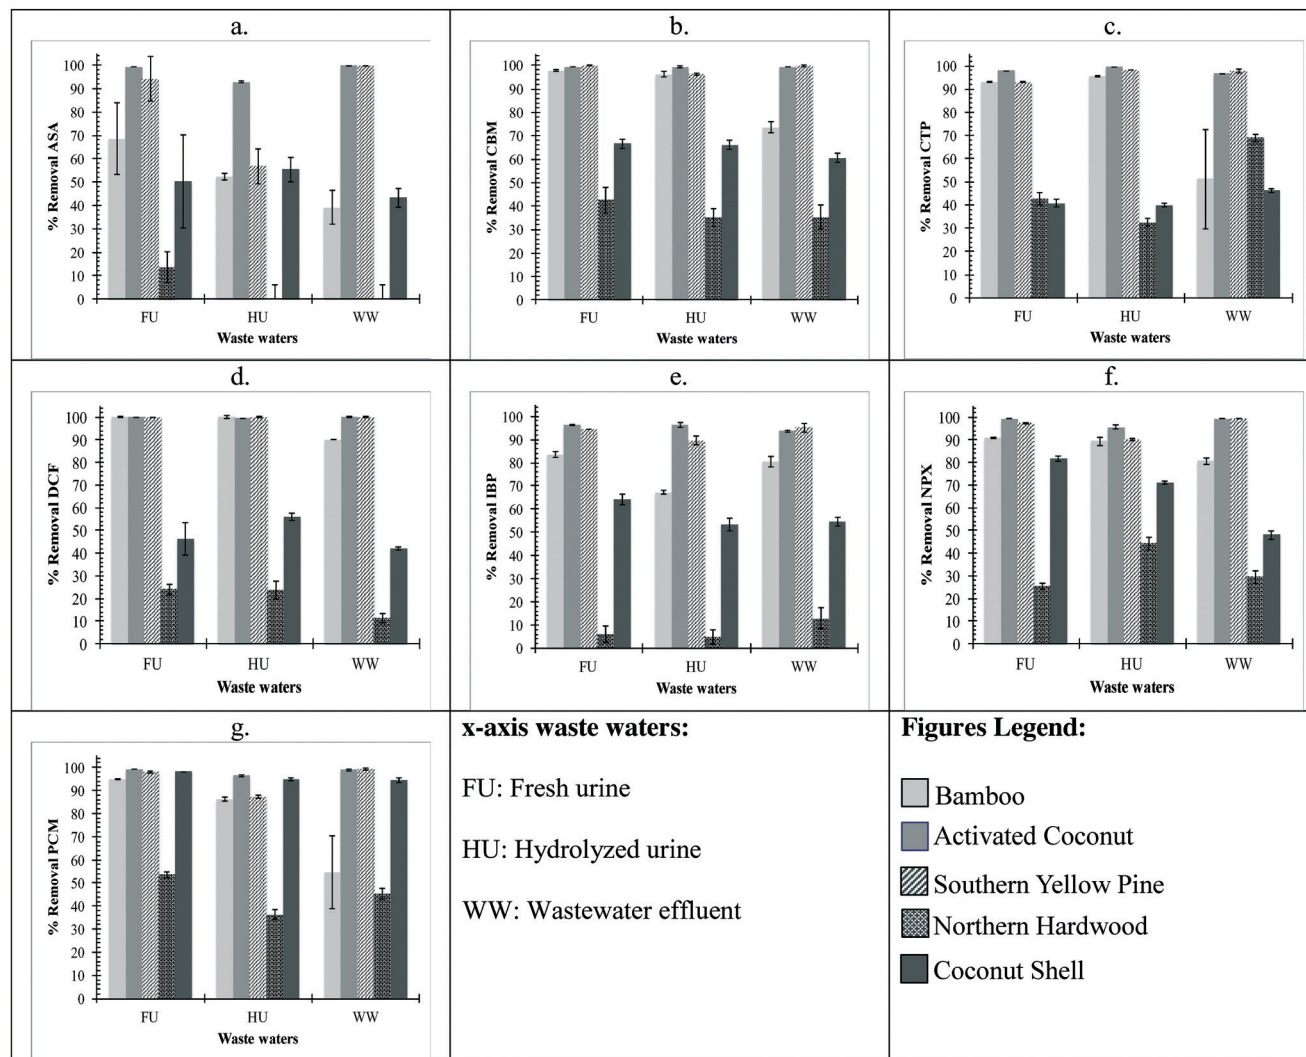 a.
% Removal ASA
100
90
80
70
60
50
40
30
20
10
0
FU HU WW
Waste waters
b.
% Removal CBM
100
90
80
70
60
50
40
30
20
10
0
FU HU WW
Waste waters
c.
% Removal CTP
100
90
80
70
60
50
40
30
20
10
0
FU HU WW
Waste waters
d.
% Removal DCF
100
90
80
70
60
50
40
30
20
10
0
FU HU WW
Waste waters
e.
% Removal IBP
100
90
80
70
60
50
40
30
20
10
0
FU HU WW
Waste waters
f.
% Removal NPX
100
90
80
70
60
50
40
30
20
10
0
FU HU WW
Waste waters
g.
% Removal PCM
100
90
80
70
60
50
40
30
20
10
0
FU HU WW
Waste waters
x-axis waste waters:
FU: Fresh urine
HU: Hydrolyzed urine
WW: Wastewater effluent
Figures Legend:
Bamboo
Activated Coconut
Southern Yellow Pine
Northern Hardwood
Coconut Shell